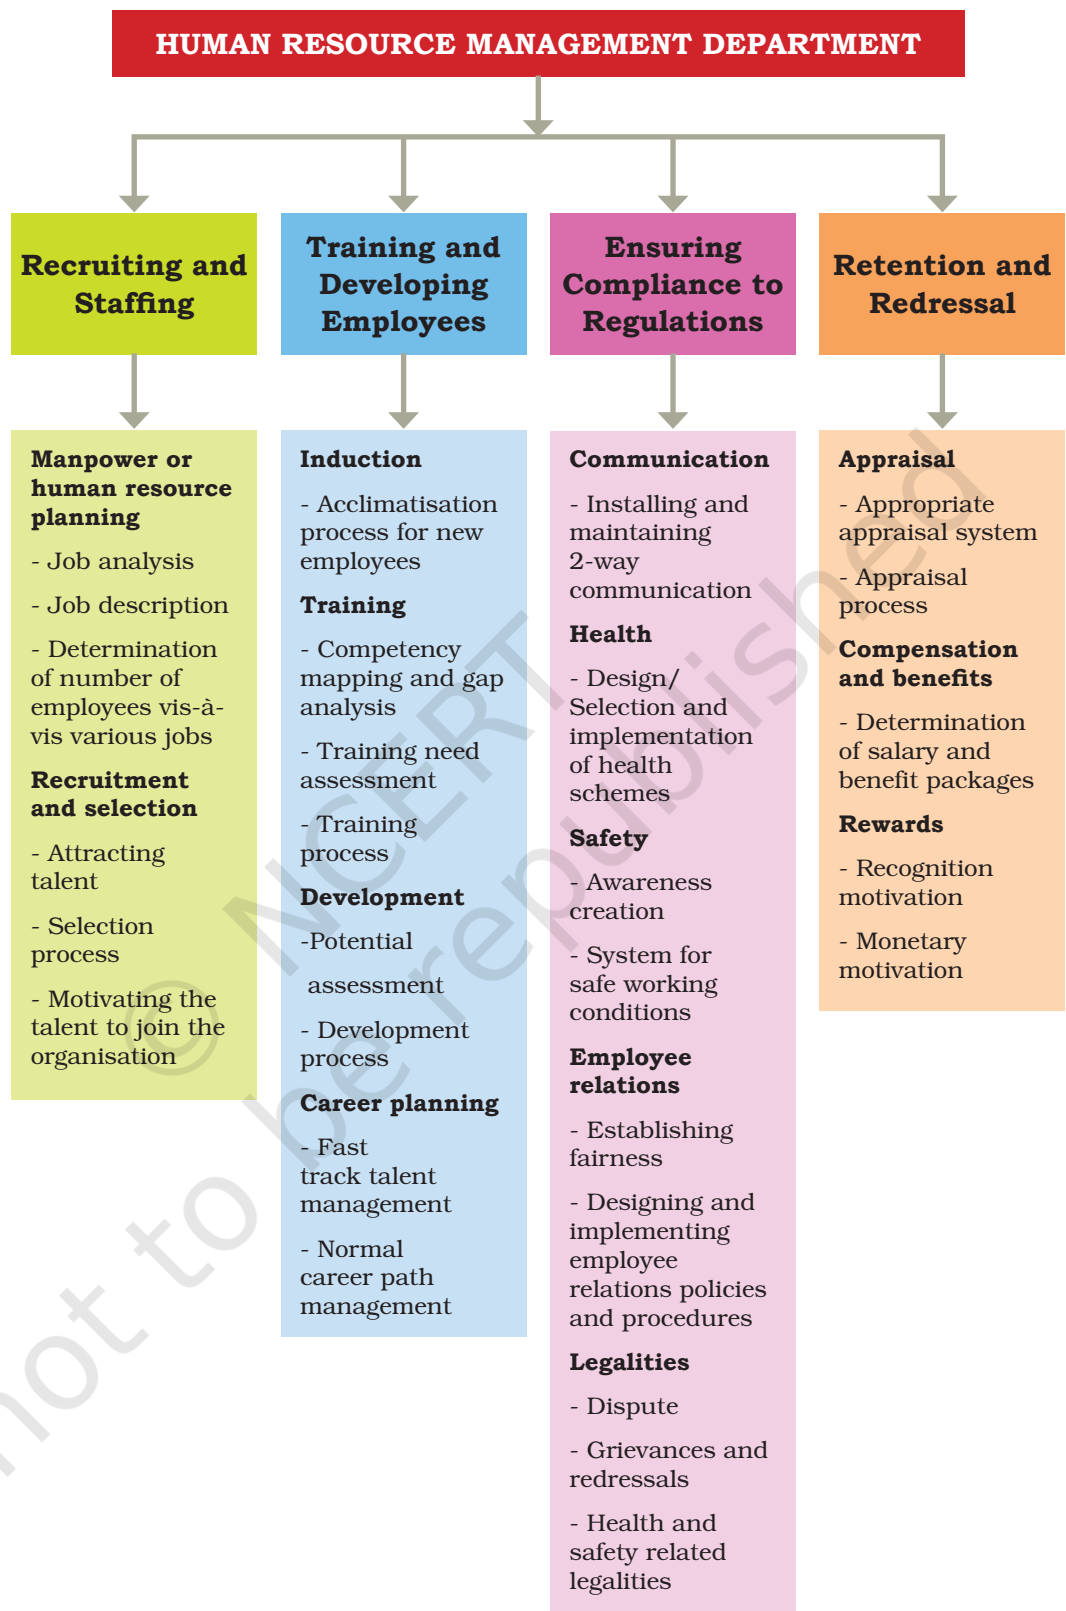 HUMAN RESOURCE MANAGEMENT DEPARTMENT
Recruiting and
Staffing
Manpower or
human resource
planning
- Job analysis
- Job description
- Determination
of number of
employees vis-à-
vis various jobs
Recruitment
and selection
- Attracting
talent
- Selection
process
- Motivating the
talent to join the
organisation
Training and
Developing
Employees
Induction
- Acclimatisation
process for new
employees
Training
- Competency
mapping and gap
analysis
- Training need
assessment
- Training
process
Development
-Potential
assessment
- Development
process
Career planning
- Fast
track talent
management
- Normal
career path
management
Ensuring
Compliance to
Regulations
Communication
- Installing and
maintaining
2-way
communication
Health
- Design/
Selection and
implementation
of health
schemes
Safety
- Awareness
creation
- System for
safe working
conditions
Employee
relations
- Establishing
fairness
- Designing and
implementing
employee
relations policies
and procedures
Legalities
- Dispute
- Grievances and
redressals
- Health and
safety related
legalities
Retention and
Redressal
Appraisal
- Appropriate
appraisal system
- Appraisal
process
Compensation
and benefits
- Determination
of salary and
benefit packages
Rewards
- Recognition
motivation
- Monetary
motivation
© NCERT
not to be republished